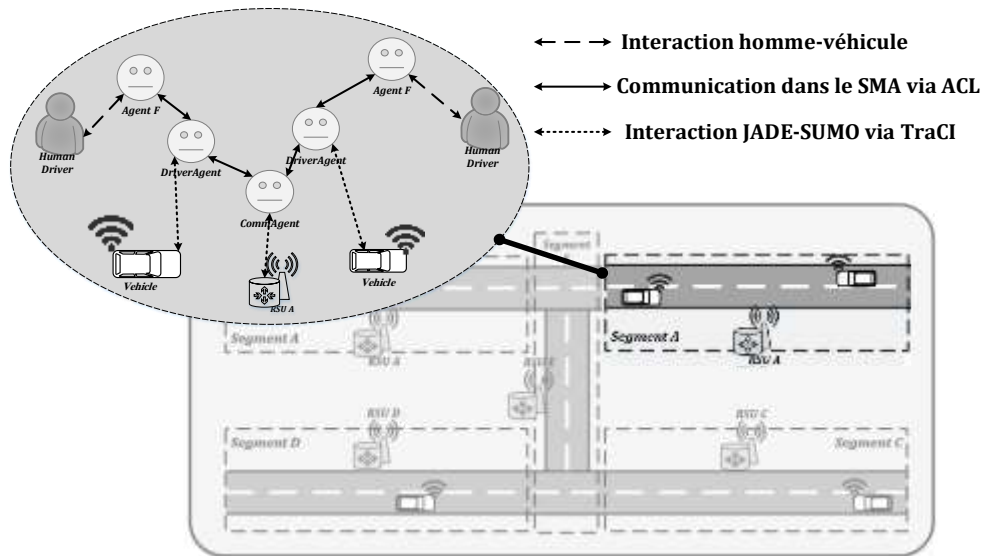 Interaction homme-véhicule
Communication dans le SMA via ACL
Interaction JADE-SUMO via TraCI
Agent F
Agent F
Human
Driver
Human
Driver
DriverAgent
DriverAgent
CommAgent
Vehicle
Vehicle
RSU A
Segment
Segment A
RSU A
Segment A
RSU A
RSU D
RSU C
Segment D
Segment C